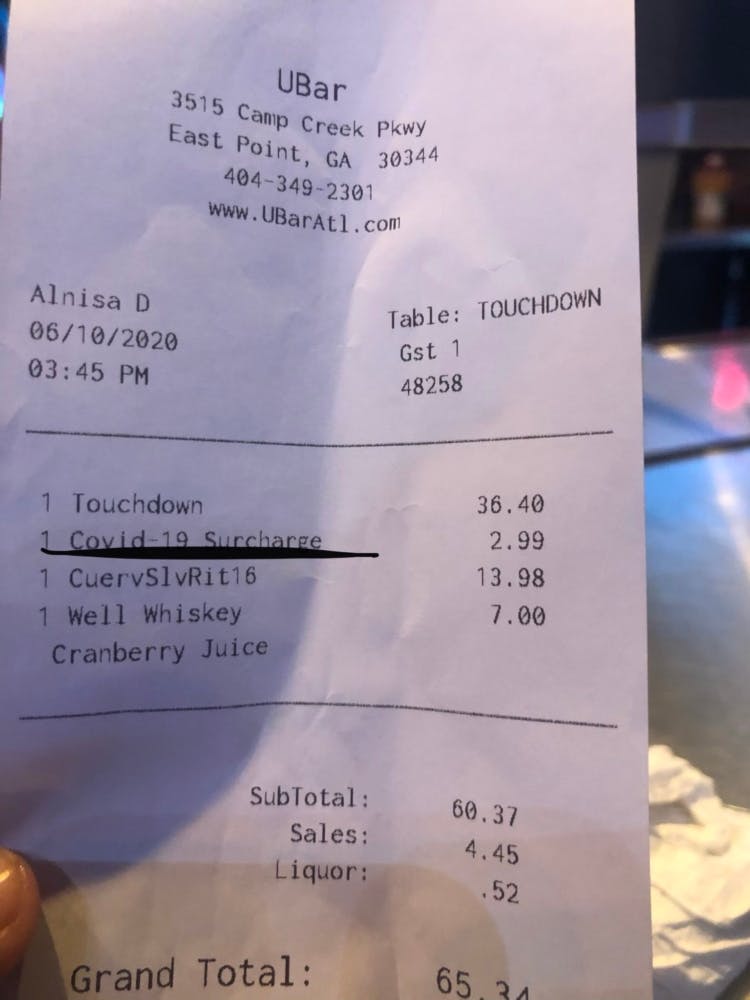 UBar
3515 Camp Creek Pkwy
East Point, GA 30344
404-349-2301
www.UBarAtl.com
Alnisa D
06/10/2020
03:45 PM
Table: TOUCHDOWN
Gst 1
48258
1 Touchdown 36.40
1 Covid-19 Surcharge 2.99
1 CuervSlvRit16 13.98
1 Well Whiskey 7.00
Cranberry Juice
SubTotal: 60.37
Sales: 4.45
Liquor: .52
Grand Total: 65.34